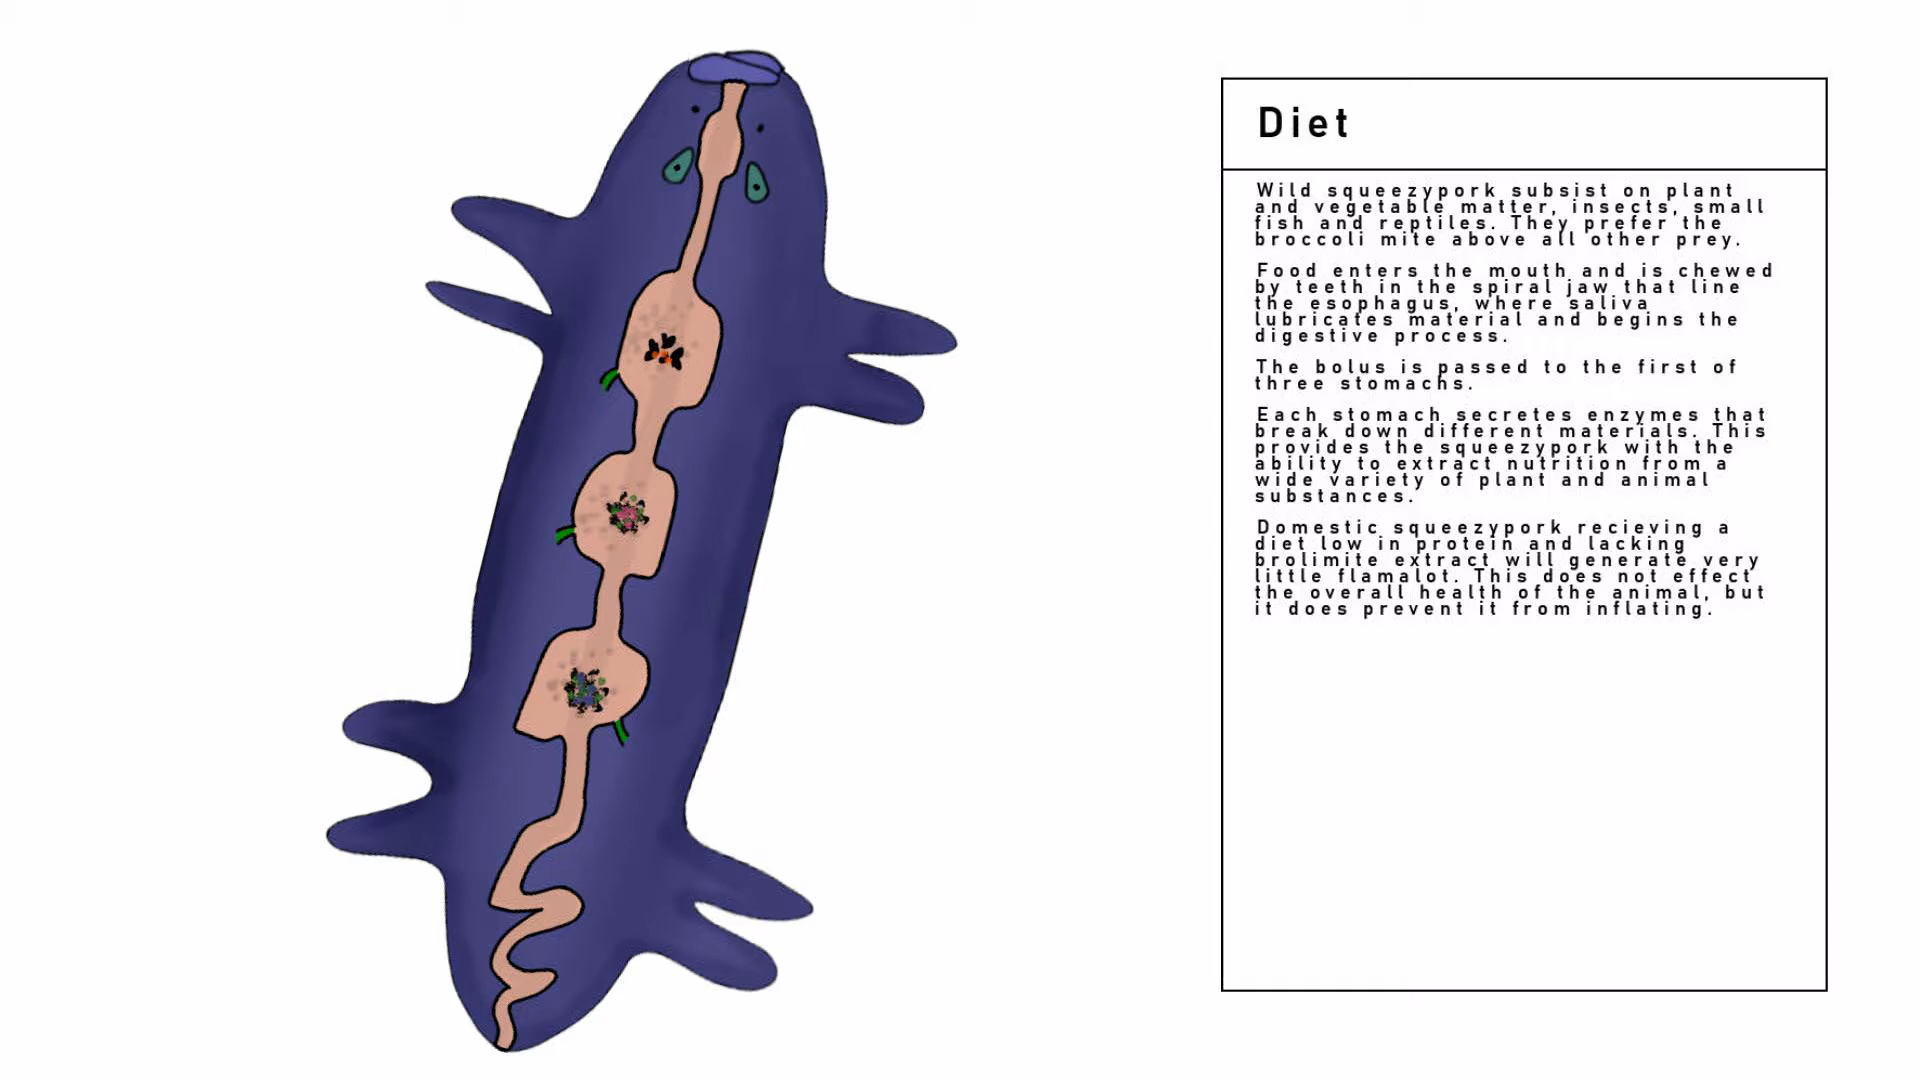 Diet
Wild squeezypork subsist on plant
and vegetable matter, insects, small
fish and reptiles. They prefer the
broccoli mite above all other prey.
Food enters the mouth and is chewed
by teeth in the spiral jaw that line
the esophagus, where saliva
lubricates material and begins the
digestive process.
The bolus is passed to the first of
three stomachs.
Each stomach secretes enzymes that
break down different materials. This
provides the squeezypork with the
ability to extract nutrition from a
wide variety of plant and animal
substances.
Domestic squeezypork recieving a
diet low in protein and lacking
brolimite extract will generate very
little flamalot. This does not effect
the overall health of the animal, but
it does prevent it from inflating.